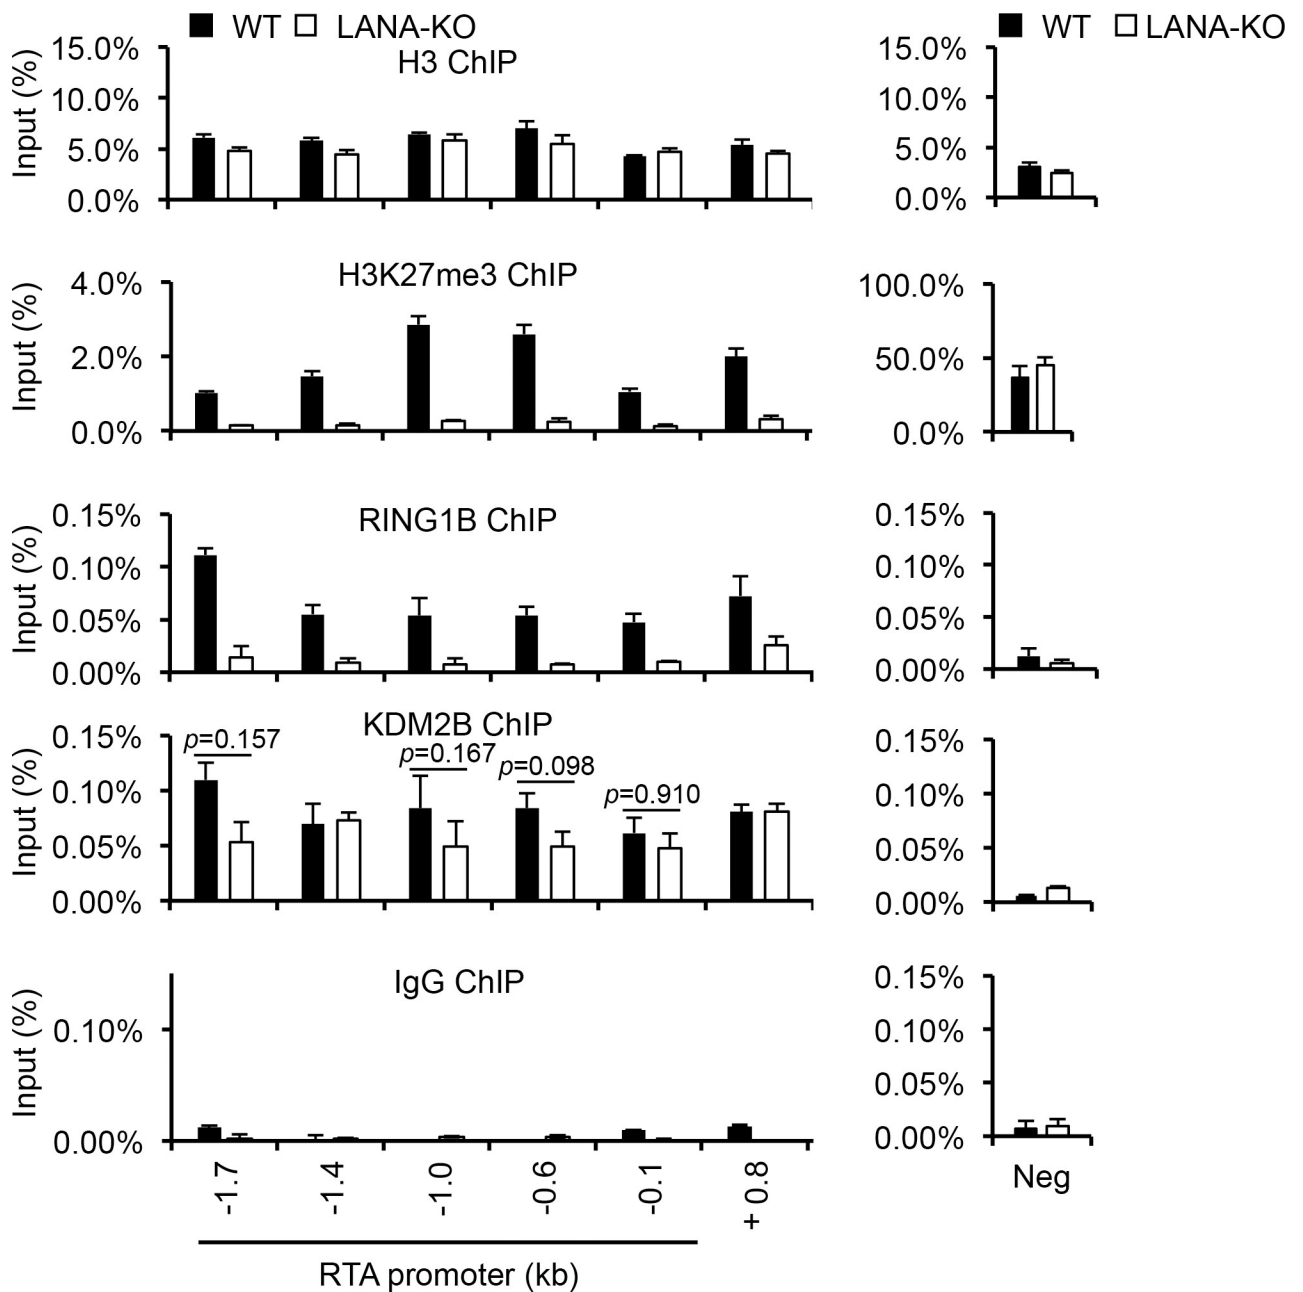 WT LANA-KO
WT LANA-KO
H3 ChIP
Input (%)
15.0%
10.0%
5.0%
0.0%
15.0%
10.0%
5.0%
0.0%
H3K27me3 ChIP
Input (%)
4.0%
2.0%
0.0%
100.0%
50.0%
0.0%
RING1B ChIP
Input (%)
0.15%
0.10%
0.05%
0.00%
0.15%
0.10%
0.05%
0.00%
KDM2B ChIP
Input (%)
0.15%
0.10%
0.05%
0.00%
p=0.157
p=0.167
p=0.098
p=0.910
0.15%
0.10%
0.05%
0.00%
IgG ChIP
Input (%)
0.10%
0.00%
0.15%
0.10%
0.05%
0.00%
-1.7
-1.4
-1.0
-0.6
-0.1
+ 0.8
Neg
RTA promoter (kb)